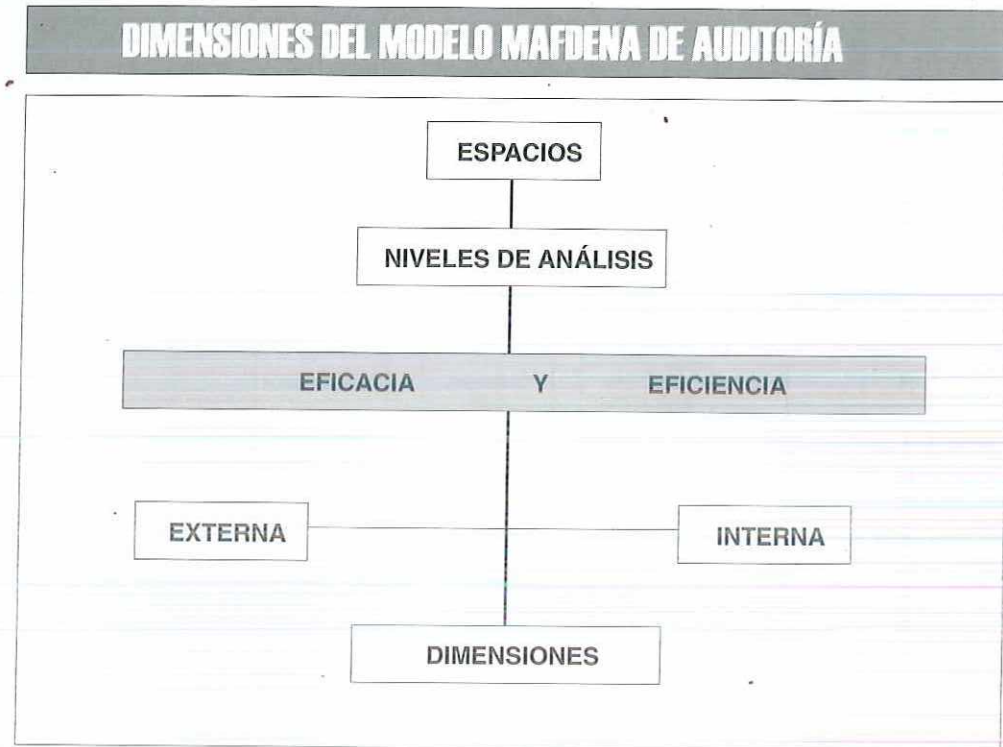 DIMENSIONES DEL MODELO MAFDENA DE AUDITORÍA
ESPACIOS
NIVELES DE ANÁLISIS
EFICACIA Y EFICIENCIA
EXTERNA INTERNA
DIMENSIONES